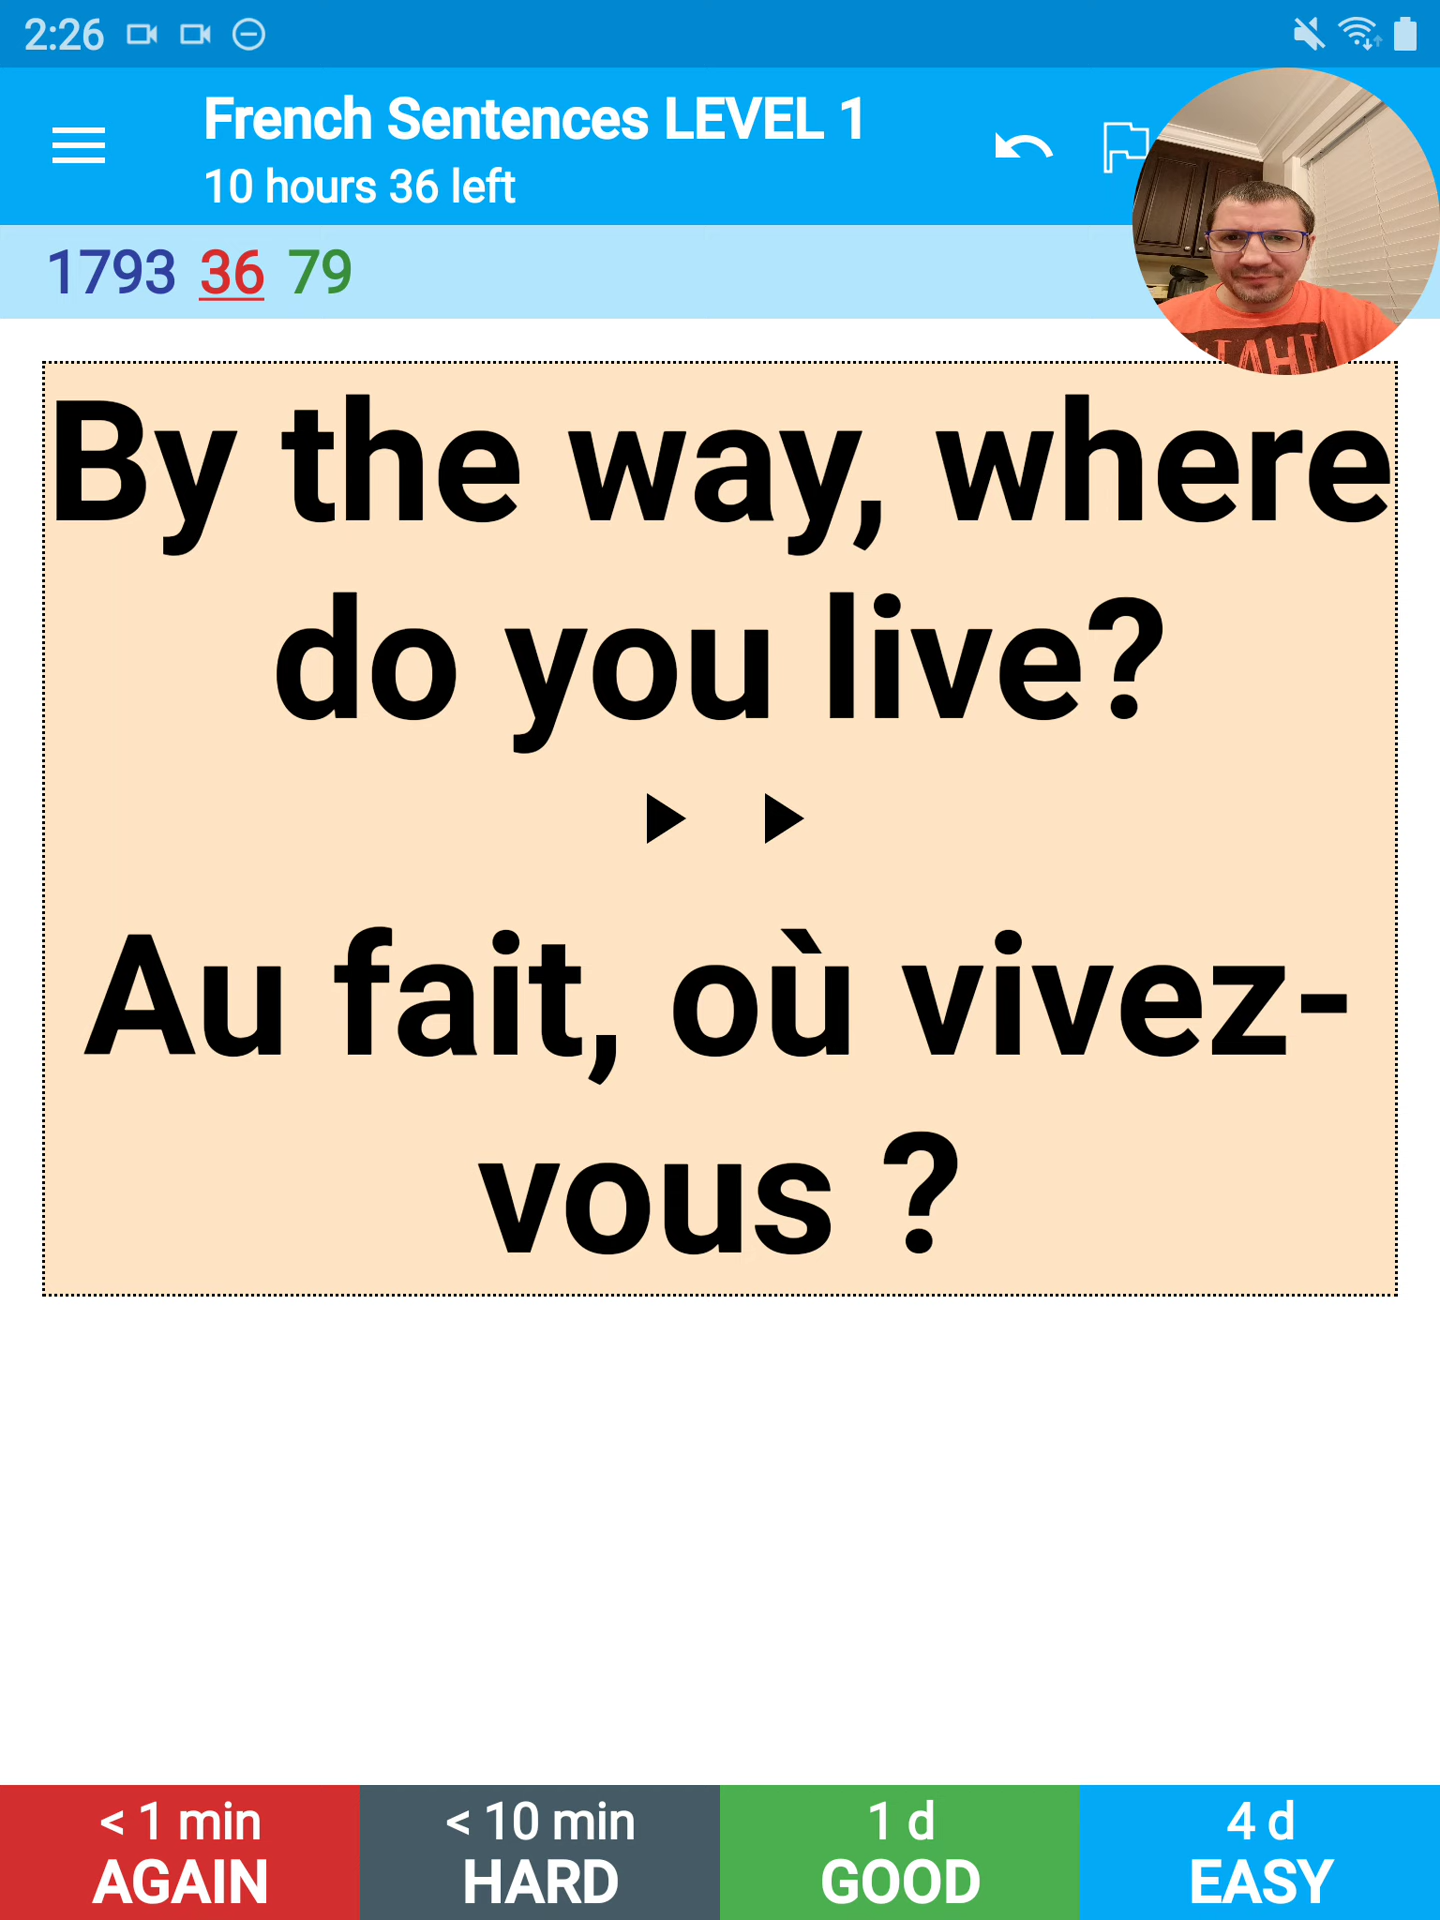 2:26
French Sentences LEVEL 1
10 hours 36 left
1793 36 79
By the way, where
do you live?
Au fait, où vivez-
vous ?
< 1 min
AGAIN
< 10 min
HARD
1 d
GOOD
4 d
EASY